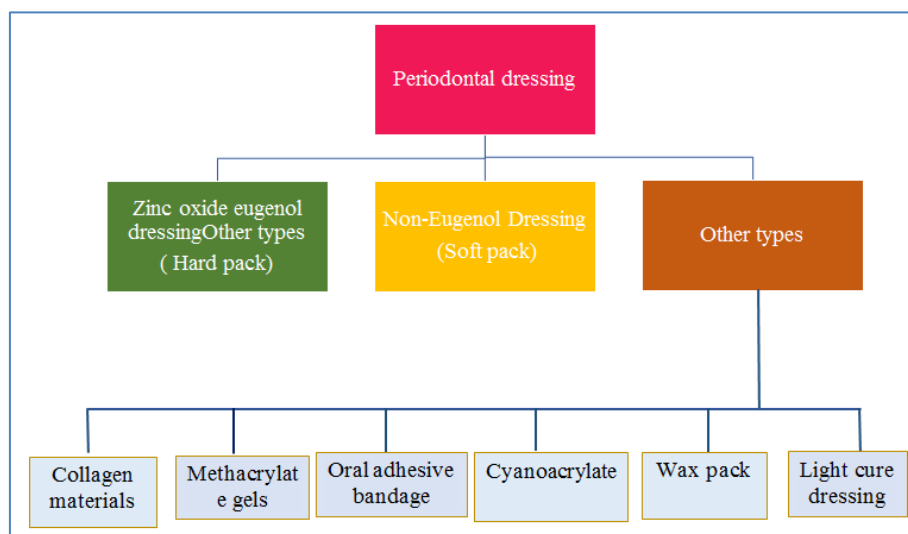 Periodontal dressing
Zinc oxide eugenol
dressingOther types
( Hard pack)
Non-Eugenol Dressing
(Soft pack)
Other types
Collagen
materials
Methacrylat
e gels
Oral adhesive
bandage
Cyanoacrylate
Wax pack
Light cure
dressing